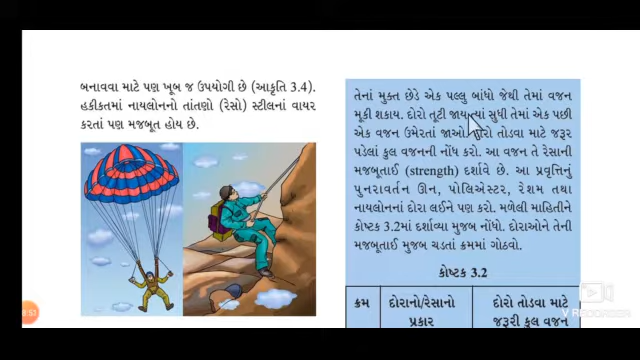 બનાવવા માટે પણ ખૂબ જ ઉપયોગી છે (આકૃતિ 3.4).
હકીકતમાં નાયલોનનો તાંતણો (રેસો) સ્ટીલનાં વાયર
કરતાં પણ મજબૂત હોય છે.
તેનાં મુક્ત છેડે એક પલ્લુ બાંધો જેથી તેમાં વજન
મૂકી શકાય. દોરો તૂટી જાય ત્યાં સુધી તેમાં એક પછી
એક વજન ઉમેરતાં જાઓ. દોરો તોડવા માટે જરૂર
પડેલાં કુલ વજનની નોંધ કરો. આ વજન તે રેસાની
મજબૂતાઈ (strength) દર્શાવે છે. આ પ્રવૃત્તિનું
પુનરાવર્તન ઊન, પોલિએસ્ટર, રેશમ તથા
નાયલોનનાં દોરા લઈને પણ કરો. મળેલી માહિતીને
કોષ્ટક 3.2માં દર્શાવ્યા મુજબ નોંધો. દોરાઓને તેની
મજબૂતાઈ મુજબ ચડતાં ક્રમમાં ગોઠવો.
કોષ્ટક 3.2
ક્રમ દોરાનો/રેસાનો પ્રકાર
દોરો તોડવા માટે જરૂરી કુલ વજન
V RECORDER